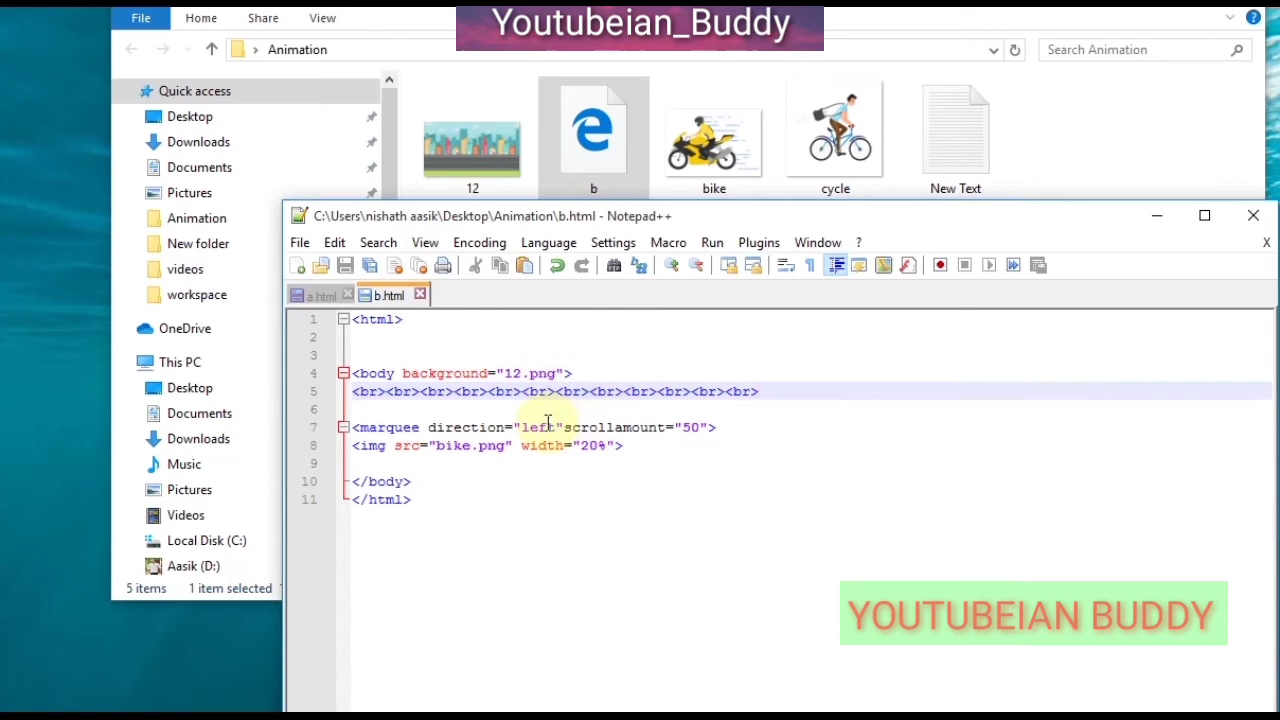 Youtubeian_Buddy
File Home Share View
Animation
Search Animation
Quick access
Desktop
Downloads
Documents
Pictures
Animation
New folder
videos
workspace
OneDrive
This PC
Desktop
Documents
Downloads
Music
Pictures
Videos
Local Disk (C:)
Aasik (D:)
5 items 1 item selected
12 b bike cycle New Text
C:\Users\nishath aasik\Desktop\Animation\b.html - Notepad++
File Edit Search View Encoding Language Settings Macro Run Plugins Window ? X
a.html b.html
1 <html>
2
3
4 <body background="12.png">
5 <br><br><br><br><br><br><br><br><br><br><br><br>
6
7 <marquee direction="left"scrollamount="50">
8 <img src="bike.png" width="20%">
9
10 </body>
11 </html>
YOUTUBEIAN BUDDY